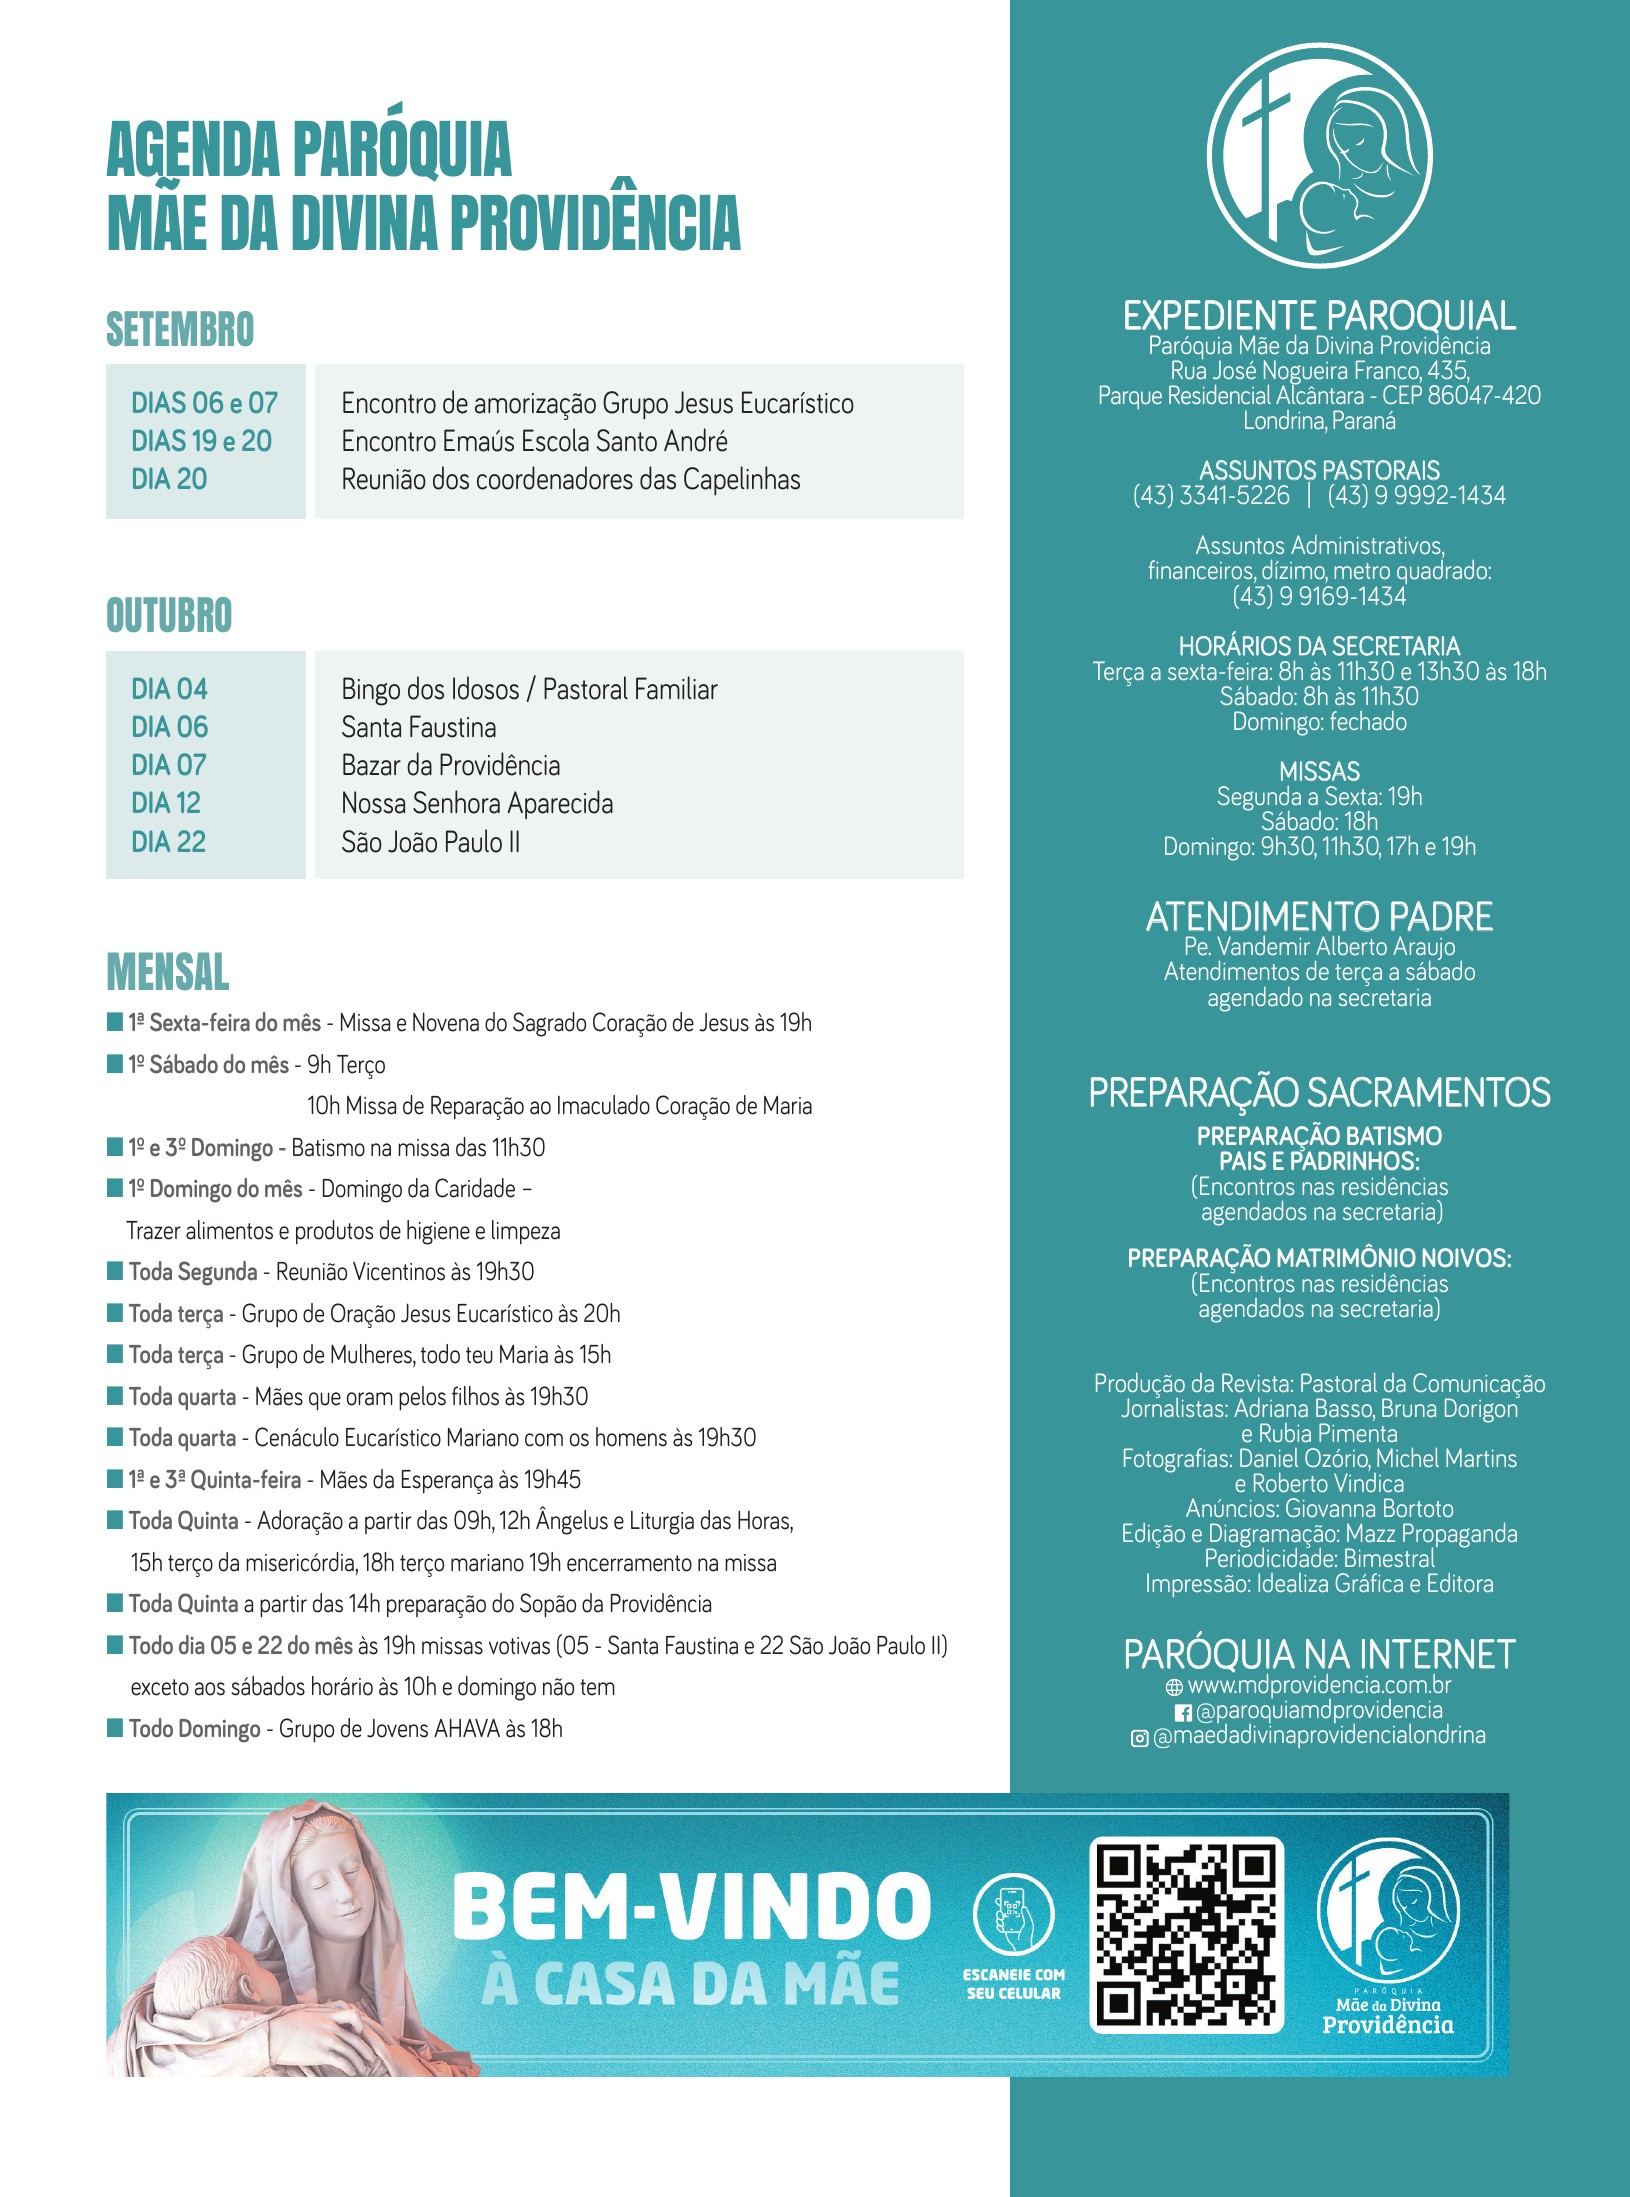 AGENDA PARÓQUIA
MÃE DA DIVINA PROVIDÊNCIA
SETEMBRO
DIAS 06 e 07 Encontro de amorização Grupo Jesus Eucarístico
DIAS 19 e 20 Encontro Emaús Escola Santo André
DIA 20 Reunião dos coordenadores das Capelinhas
OUTUBRO
DIA 04 Bingo dos Idosos / Pastoral Familiar
DIA 06 Santa Faustina
DIA 07 Bazar da Providência
DIA 12 Nossa Senhora Aparecida
DIA 22 São João Paulo II
MENSAL
1ª Sexta-feira do mês - Missa e Novena do Sagrado Coração de Jesus às 19h
1º Sábado do mês - 9h Terço
10h Missa de Reparação ao Imaculado Coração de Maria
1º e 3º Domingo - Batismo na missa das 11h30
1º Domingo do mês - Domingo da Caridade –
Trazer alimentos e produtos de higiene e limpeza
Toda Segunda - Reunião Vicentinos às 19h30
Toda terça - Grupo de Oração Jesus Eucarístico às 20h
Toda terça - Grupo de Mulheres, todo teu Maria às 15h
Toda quarta - Mães que oram pelos filhos às 19h30
Toda quarta - Cenáculo Eucarístico Mariano com os homens às 19h30
1ª e 3ª Quinta-feira - Mães da Esperança às 19h45
Toda Quinta - Adoração a partir das 09h, 12h Ângelus e Liturgia das Horas,
15h terço da misericórdia, 18h terço mariano 19h encerramento na missa
Toda Quinta a partir das 14h preparação do Sopão da Providência
Todo dia 05 e 22 do mês às 19h missas votivas (05 - Santa Faustina e 22 São João Paulo II)
exceto aos sábados horário às 10h e domingo não tem
Todo Domingo - Grupo de Jovens AHAVA às 18h
EXPEDIENTE PAROQUIAL
Paróquia Mãe da Divina Providência
Rua José Nogueira Franco, 435,
Parque Residencial Alcântara - CEP 86047-420
Londrina, Paraná
ASSUNTOS PASTORAIS
(43) 3341-5226 | (43) 9 9992-1434
Assuntos Administrativos,
financeiros, dízimo, metro quadrado:
(43) 9 9169-1434
HORÁRIOS DA SECRETARIA
Terça a sexta-feira: 8h às 11h30 e 13h30 às 18h
Sábado: 8h às 11h30
Domingo: fechado
MISSAS
Segunda a Sexta: 19h
Sábado: 18h
Domingo: 9h30, 11h30, 17h e 19h
ATENDIMENTO PADRE
Pe. Vandemir Alberto Araujo
Atendimentos de terça a sábado
agendado na secretaria
PREPARAÇÃO SACRAMENTOS
PREPARAÇÃO BATISMO
PAIS E PADRINHOS:
(Encontros nas residências
agendados na secretaria)
PREPARAÇÃO MATRIMÔNIO NOIVOS:
(Encontros nas residências
agendados na secretaria)
Produção da Revista: Pastoral da Comunicação
Jornalistas: Adriana Basso, Bruna Dorigon
e Rubia Pimenta
Fotografias: Daniel Ozório, Michel Martins
e Roberto Vindica
Anúncios: Giovanna Bortoto
Edição e Diagramação: Mazz Propaganda
Periodicidade: Bimestral
Impressão: Idealiza Gráfica e Editora
PARÓQUIA NA INTERNET
www.mdprovidencia.com.br
@paroquiamdprovidencia
@maedadivinaprovidencialondrina
BEM-VINDO
À CASA DA MÃE
ESCANEIE COM
SEU CELULAR
PARÓQUIA
Mãe da Divina
Providência